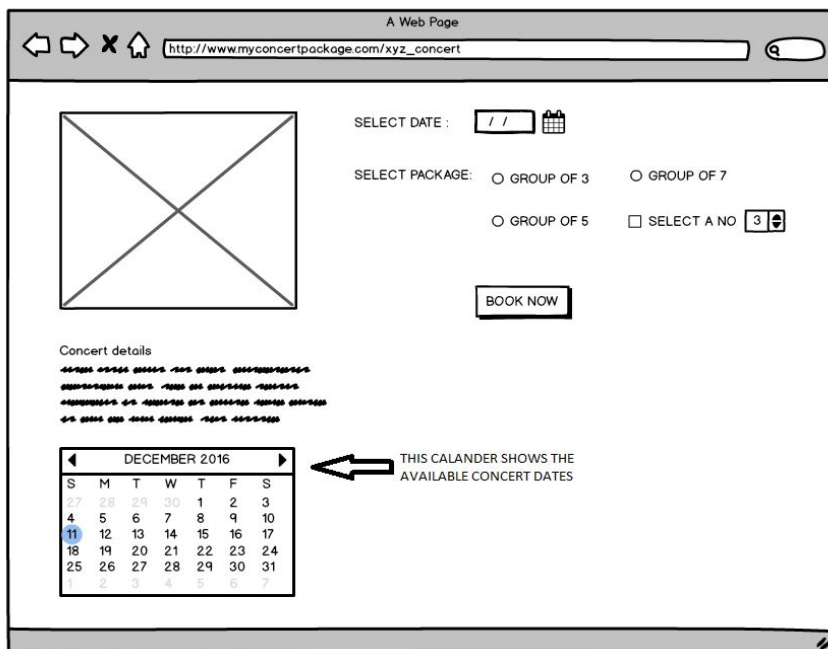 A Web Page
http://www.myconcertpackage.com/xyz_concert
SELECT DATE :
/ /
SELECT PACKAGE:
GROUP OF 3
GROUP OF 7
GROUP OF 5
SELECT A NO
3
BOOK NOW
Concert details
DECEMBER 2016
S M T W T F S
27 28 29 30 1 2 3
4 5 6 7 8 9 10
11 12 13 14 15 16 17
18 19 20 21 22 23 24
25 26 27 28 29 30 31
1 2 3 4 5 6 7
THIS CALANDER SHOWS THE
AVAILABLE CONCERT DATES